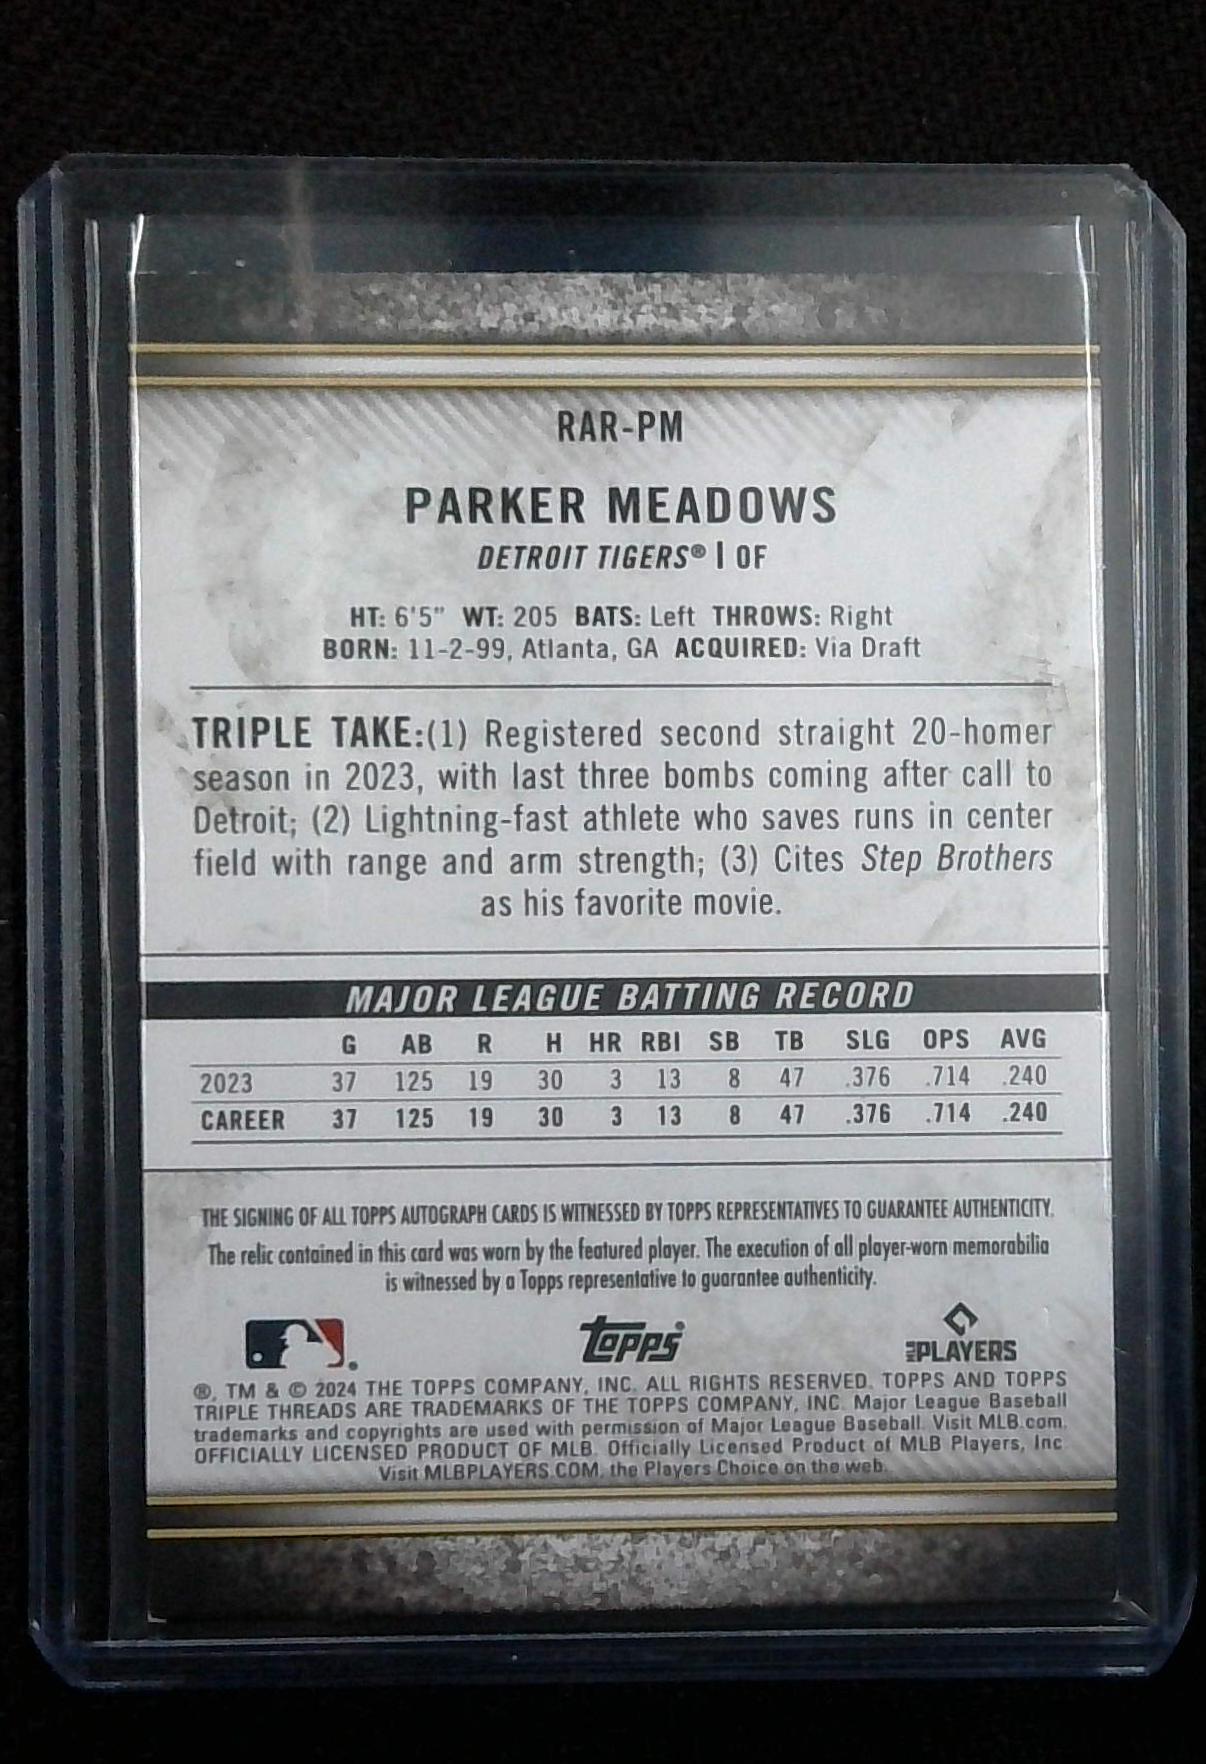 RAR-PM
PARKER MEADOWS
DETROIT TIGERS® | OF
HT: 6'5" WT: 205 BATS: Left THROWS: Right
BORN: 11-2-99, Atlanta, GA ACQUIRED: Via Draft
TRIPLE TAKE:(1) Registered second straight 20-homer
season in 2023, with last three bombs coming after call to
Detroit; (2) Lightning-fast athlete who saves runs in center
field with range and arm strength; (3) Cites Step Brothers
as his favorite movie.
MAJOR LEAGUE BATTING RECORD
G AB R H HR RBI SB TB SLG OPS AVG
2023 37 125 19 30 3 13 8 47 .376 .714 .240
CAREER 37 125 19 30 3 13 8 47 .376 .714 .240
THE SIGNING OF ALL TOPPS AUTOGRAPH CARDS IS WITNESSED BY TOPPS REPRESENTATIVES TO GUARANTEE AUTHENTICITY.
The relic contained in this card was worn by the featured player. The execution of all player-worn memorabilia
is witnessed by a Topps representative to guarantee authenticity.
topps
PLAYERS
®, TM & © 2024 THE TOPPS COMPANY, INC. ALL RIGHTS RESERVED. TOPPS AND TOPPS
TRIPLE THREADS ARE TRADEMARKS OF THE TOPPS COMPANY, INC. Major League Baseball
trademarks and copyrights are used with permission of Major League Baseball. Visit MLB.com.
OFFICIALLY LICENSED PRODUCT OF MLB. Officially Licensed Product of MLB Players, Inc
Visit MLBPLAYERS.COM, the Players Choice on the web.